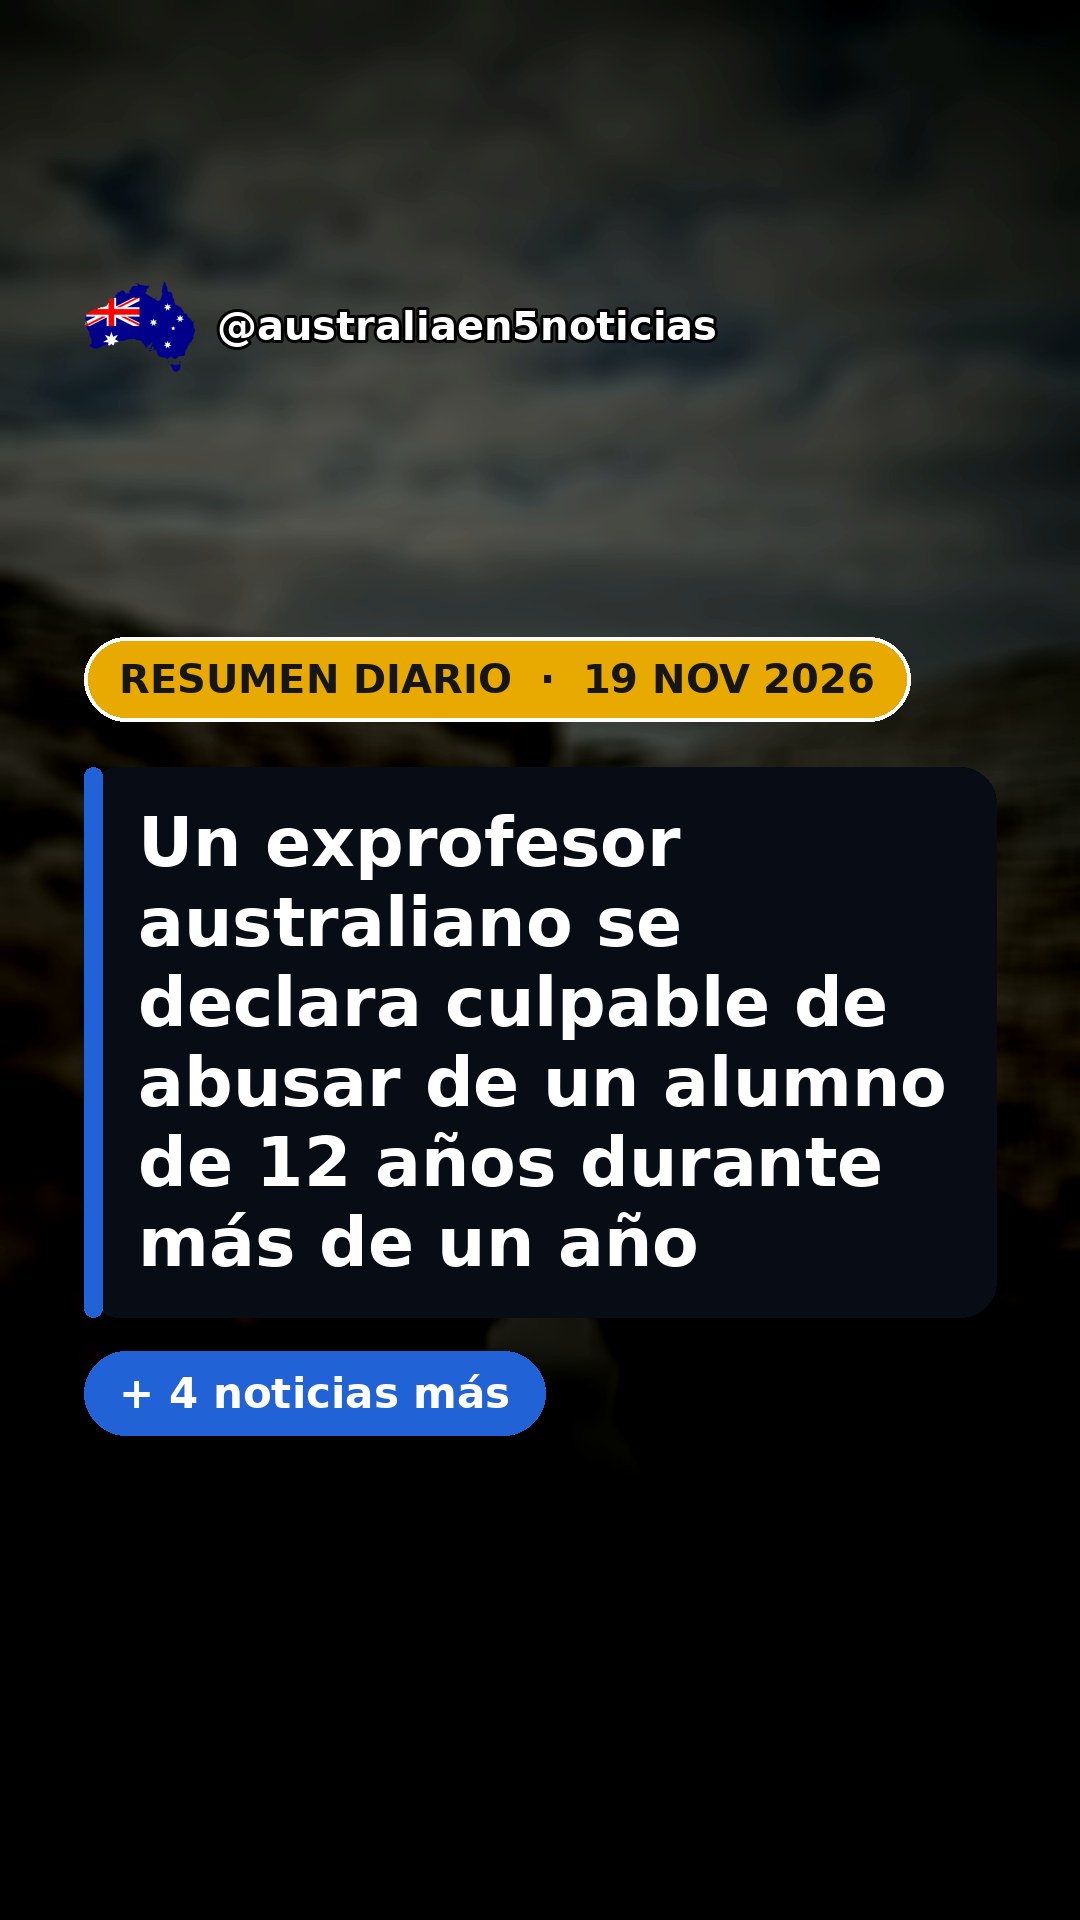 @australiaen5noticias
RESUMEN DIARIO · 19 NOV 2026
Un exprofesor
australiano se
declara culpable de
abusar de un alumno
de 12 años durante
más de un año
+ 4 noticias más